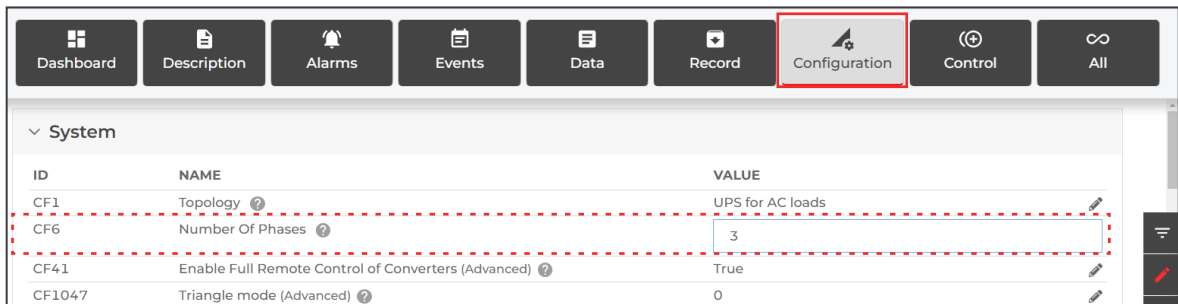 Dashboard Description Alarms Events Data Record Configuration Control All
System
ID NAME VALUE
CF1 Topology ? UPS for AC loads
CF6 Number Of Phases ? 3
CF41 Enable Full Remote Control of Converters (Advanced) ? True
CF1047 Triangle mode (Advanced) ? 0